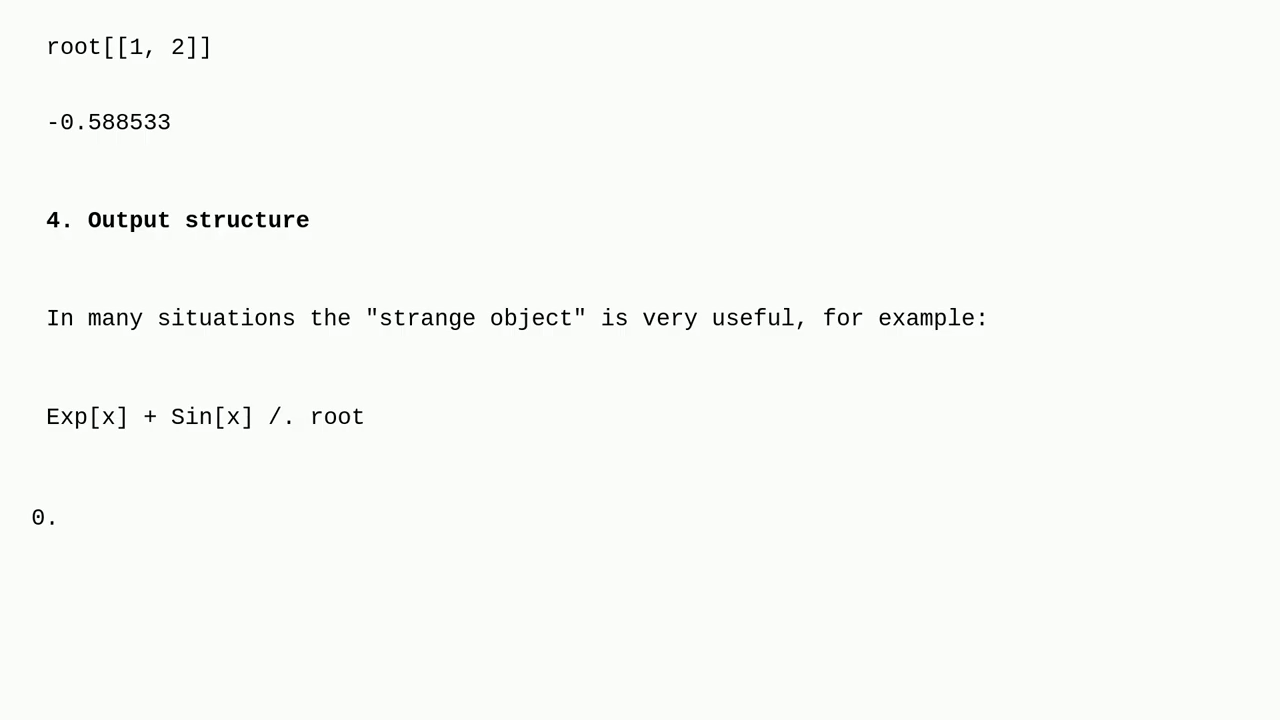 root[[1, 2]]
-0.588533
4. Output structure
In many situations the "strange object" is very useful, for example:
Exp[x] + Sin[x] /. root
0.